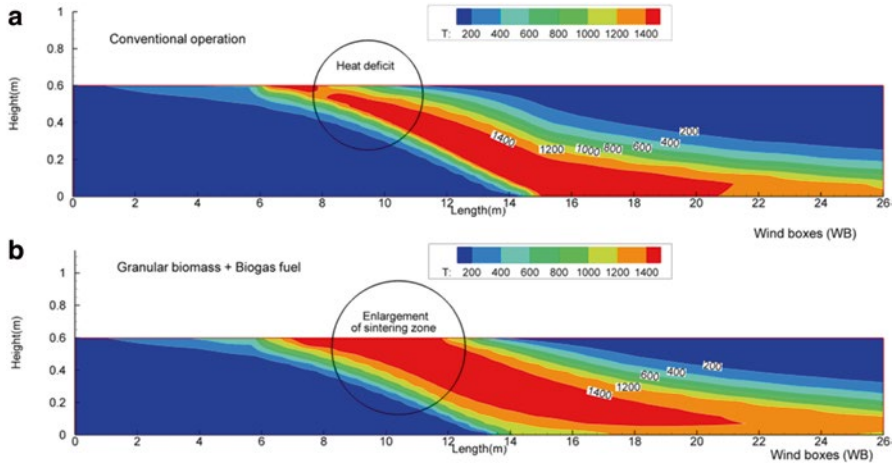 a
T: 200 400 600 800 1000 1200 1400
Conventional operation
Heat deficit
Height(m)
1
0.8
0.6
0.4
0.2
0
1400
1200
1000
800
600
400
200
0 2 4 6 8 10 12 14 16 18 20 22 24 26
Length(m)
Wind boxes (WB)
b
T: 200 400 600 800 1000 1200 1400
Granular biomass + Biogas fuel
Enlargement
of sintering zone
Height(m)
1
0.8
0.6
0.4
0.2
0
1400
1200
600
400
200
0 2 4 6 8 10 12 14 16 18 20 22 24 26
Length(m)
Wind boxes (WB)